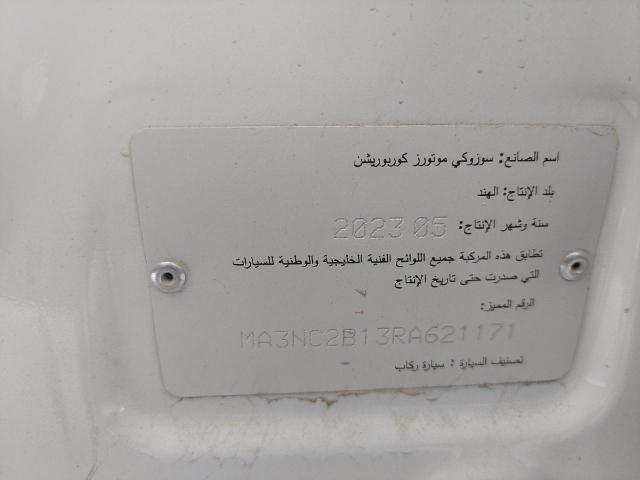 اسم الصانع: سوزوكي موتورز كوربوريشن
بلد الإنتاج: الهند
سنة وشهر الإنتاج: 2023 05
تطابق هذه المركبة جميع اللوائح الفنية الخليجية والوطنية للسيارات
التي صدرت حتى تاريخ الإنتاج
الرقم المميز:
MA3NC2B13RA621171
تصنيف السيارة : سيارة ركاب